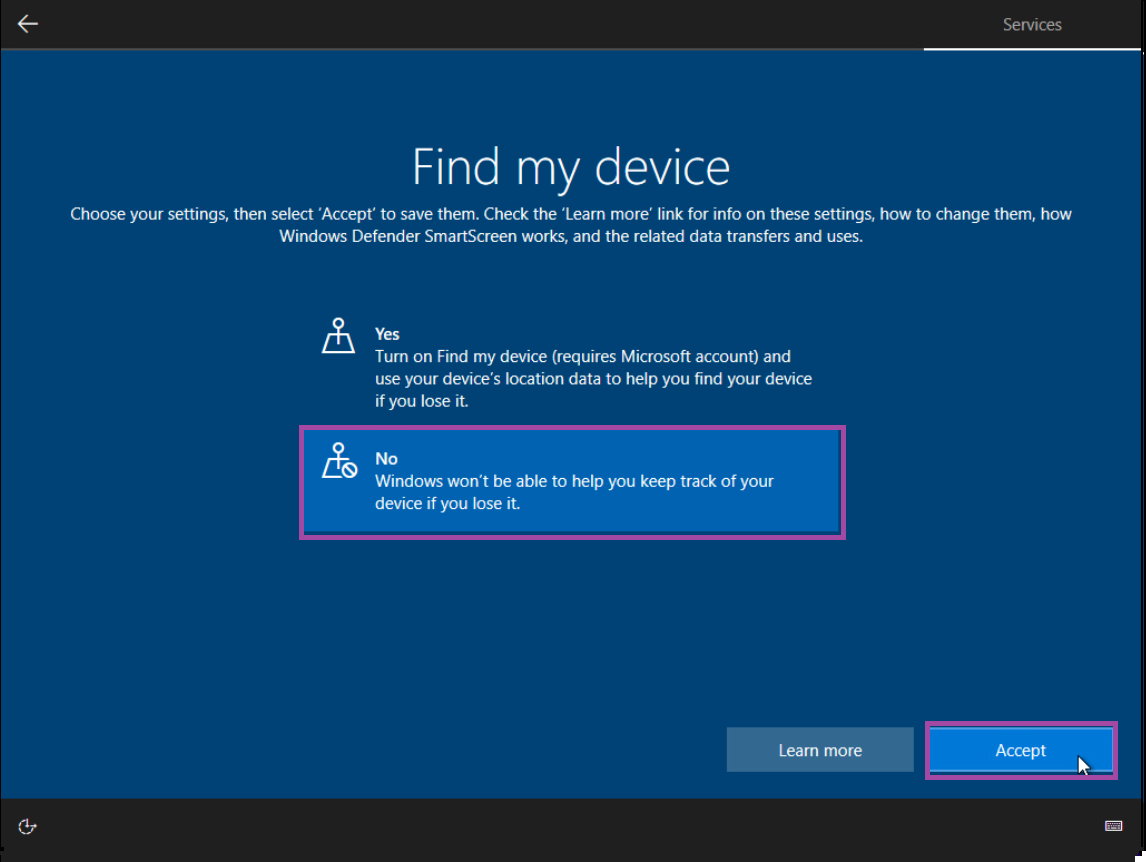 Services
Find my device
Choose your settings, then select ‘Accept’ to save them. Check the ‘Learn more’ link for info on these settings, how to change them, how
Windows Defender SmartScreen works, and the related data transfers and uses.
Yes
Turn on Find my device (requires Microsoft account) and
use your device’s location data to help you find your device
if you lose it.
No
Windows won’t be able to help you keep track of your
device if you lose it.
Learn more
Accept